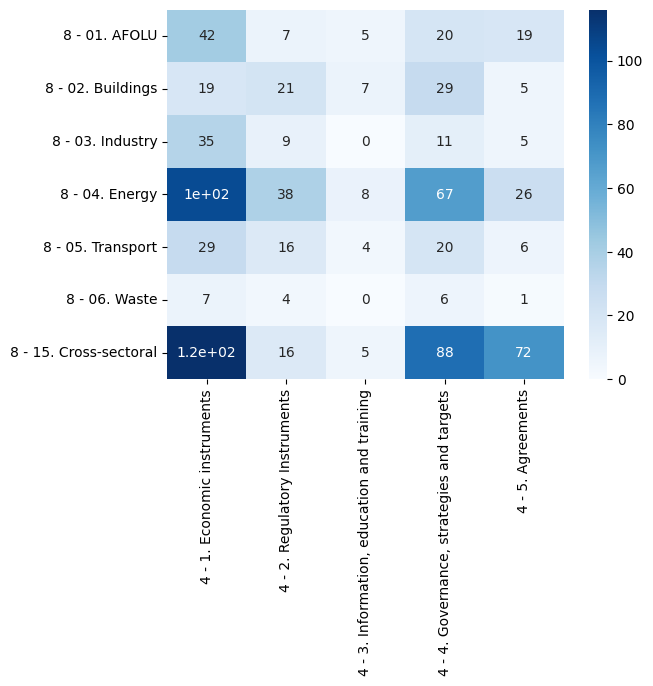 8 - 01. AFOLU 42 7 5 20 19
8 - 02. Buildings 19 21 7 29 5
8 - 03. Industry 35 9 0 11 5
8 - 04. Energy 1e+02 38 8 67 26
8 - 05. Transport 29 16 4 20 6
8 - 06. Waste 7 4 0 6 1
8 - 15. Cross-sectoral 1.2e+02 16 5 88 72
4 - 1. Economic instruments
4 - 2. Regulatory Instruments
4 - 3. Information, education and training
4 - 4. Governance, strategies and targets
4 - 5. Agreements
100
80
60
40
20
0